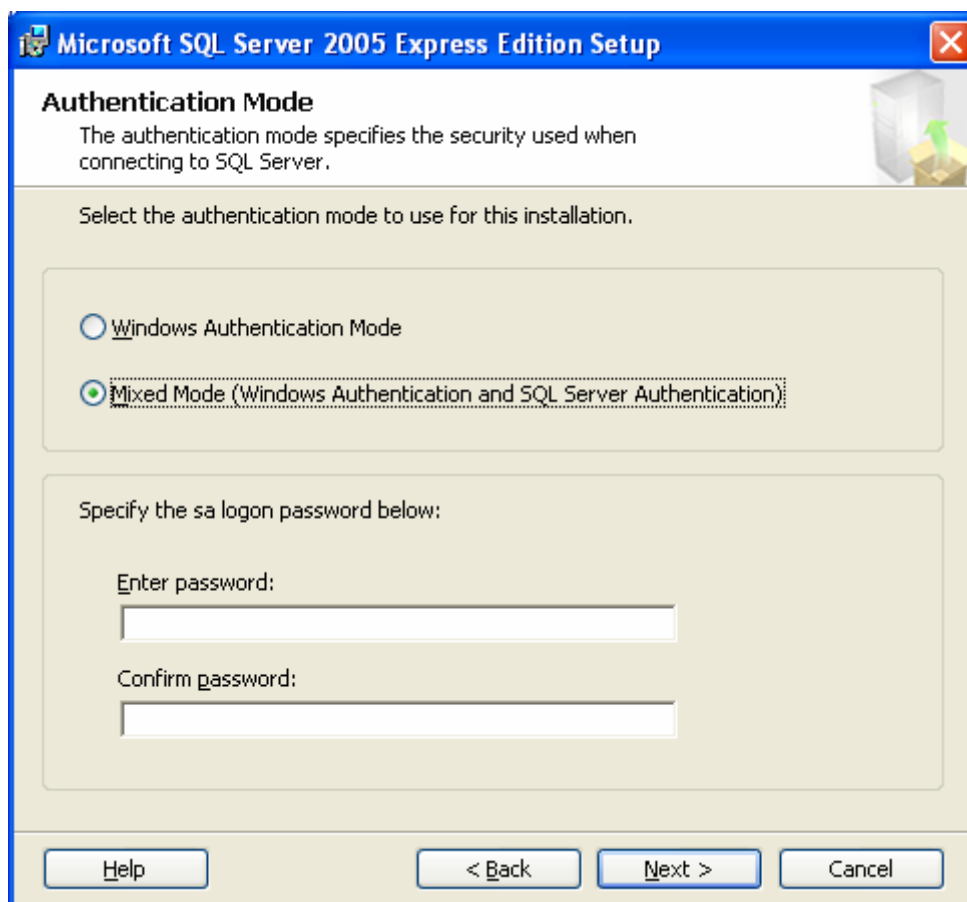 Microsoft SQL Server 2005 Express Edition Setup
Authentication Mode
The authentication mode specifies the security used when
connecting to SQL Server.
Select the authentication mode to use for this installation.
Windows Authentication Mode
Mixed Mode (Windows Authentication and SQL Server Authentication)
Specify the sa logon password below:
Enter password:
Confirm password:
Help < Back Next > Cancel